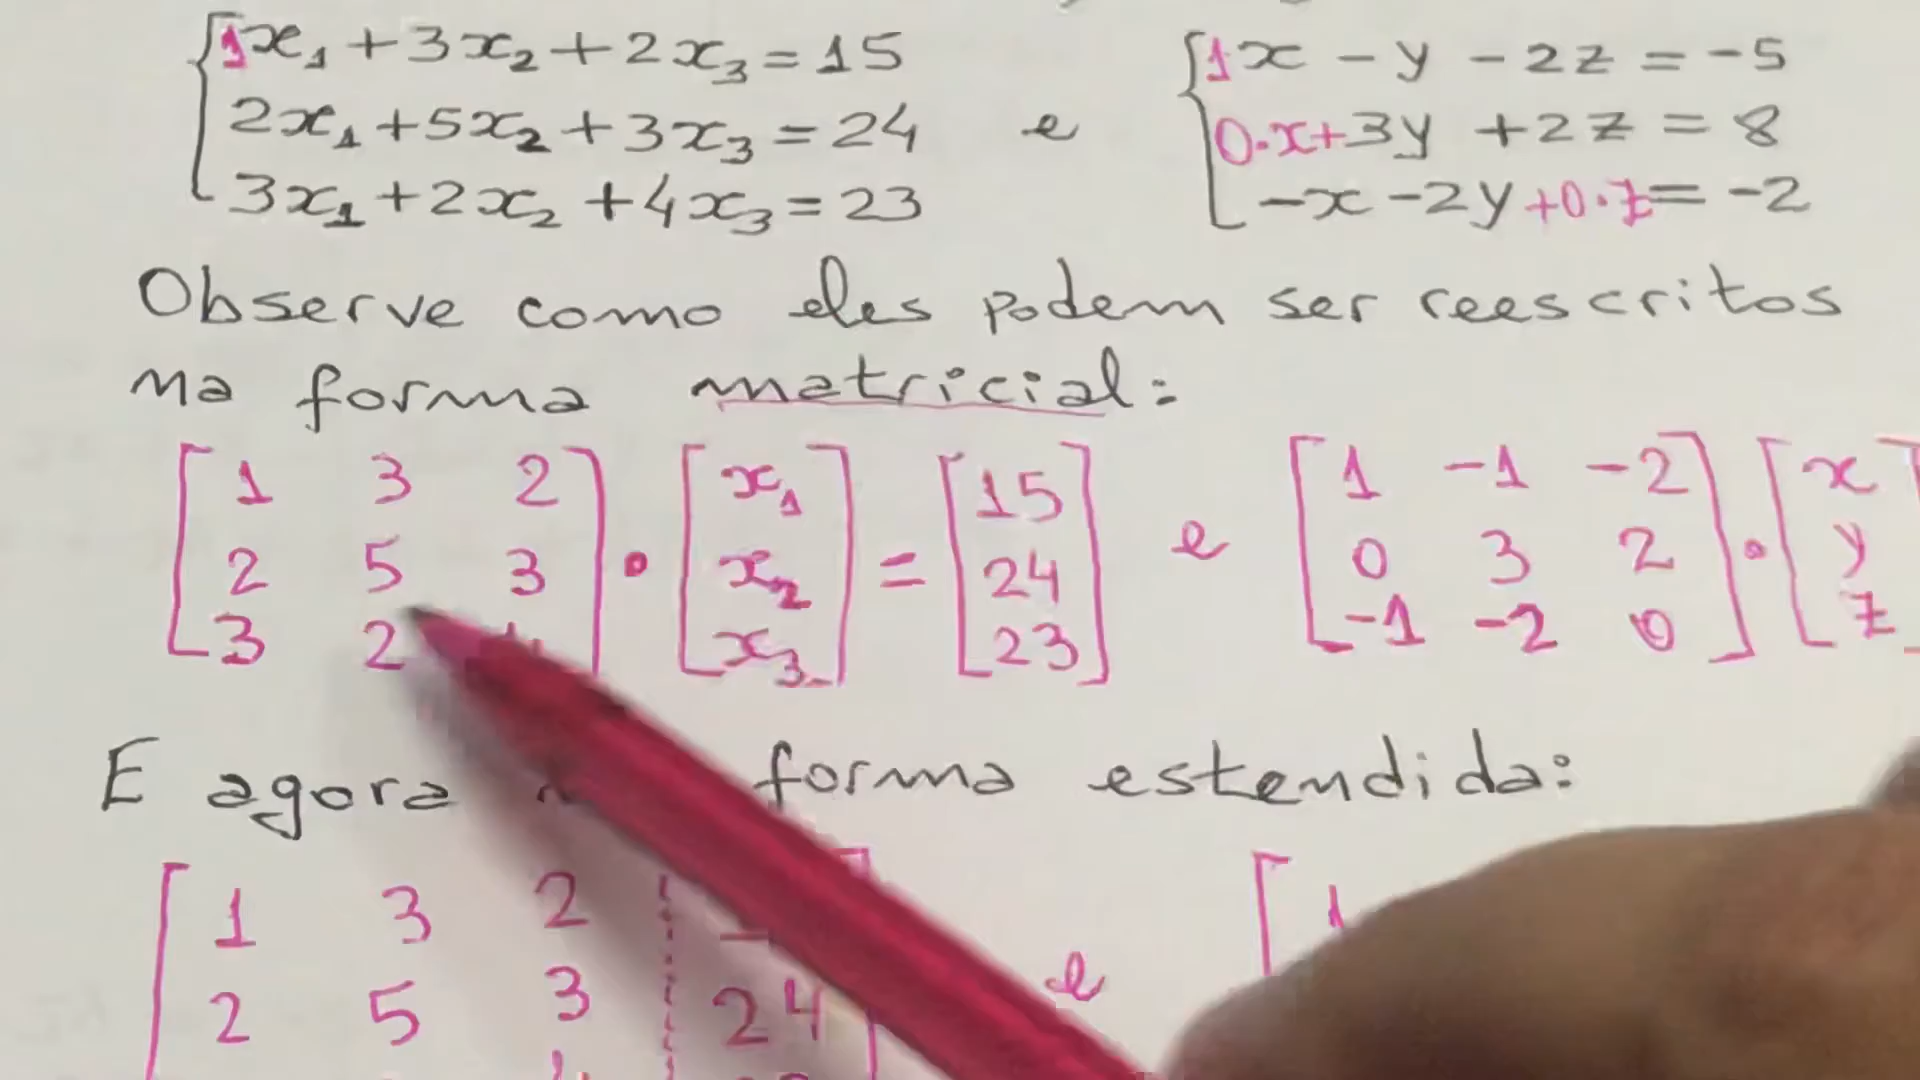 1x₁ + 3x₂ + 2x₃ = 15
2x₁ + 5x₂ + 3x₃ = 24
3x₁ + 2x₂ + 4x₃ = 23
e
1x - y - 2z = -5
0·x + 3y + 2z = 8
-x - 2y + 0·z = -2
Observe como eles podem ser reescritos
na forma matricial:
[1 3 2] · [x₁] = [15] e [1 -1 -2] · [x]
[2 5 3] [x₂] [24] [0 3 2] [y]
[3 2 [x₃] [23] [-1 -2 0] [z]
E agora forma estendida:
[1 3 2 e [1
2 5 3 24